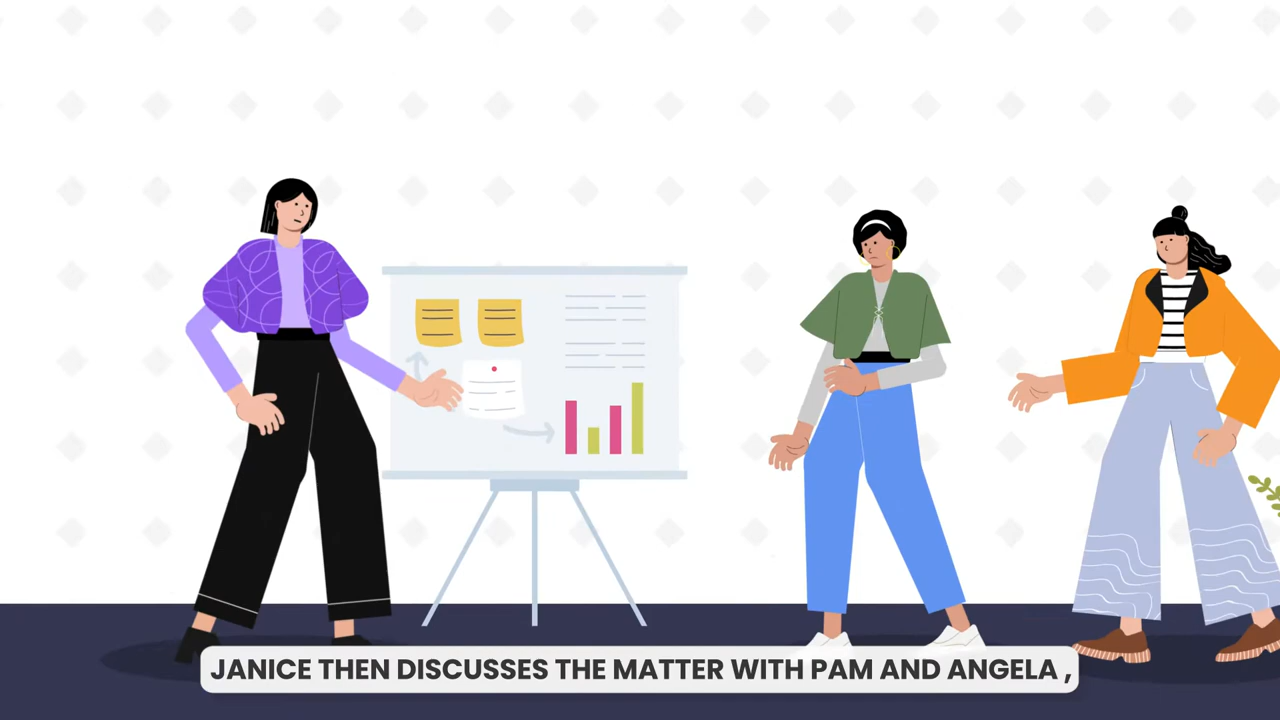 JANICE THEN DISCUSSES THE MATTER WITH PAM AND ANGELA ,